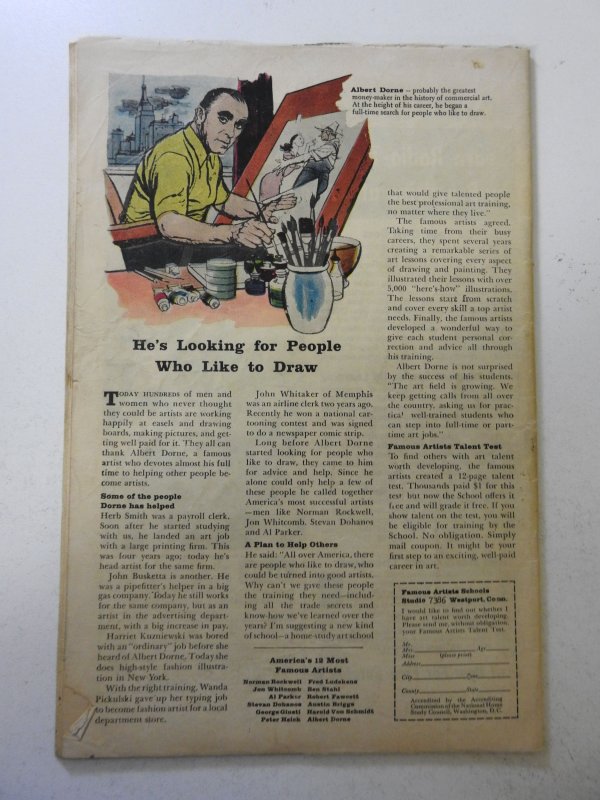 Albert Dorne — probably the greatest
money-maker in the history of commercial art.
At the height of his career, he began a
full-time search for people who like to draw.
He's Looking for People
Who Like to Draw
TODAY HUNDREDS of men and
women who never thought
they could be artists are working
happily at easels and drawing
boards, making pictures, and get-
ting well paid for it. They all can
thank Albert Dorne, a famous
artist who devotes almost his full
time to helping other people be-
come artists.
Some of the people
Dorne has helped
Herb Smith was a payroll clerk.
Soon after he started studying
with us, he landed an art job
with a large printing firm. This
was four years ago; today he's
head artist for the same firm.
John Busketta is another. He
was a pipefitter's helper in a big
gas company. Today he still works
for the same company, but as an
artist in the advertising depart-
ment, with a big increase in pay.
Harriet Kuzniewski was bored
with an "ordinary" job before she
heard of Albert Dorne. Today she
does high-style fashion illustra-
tion in New York.
With the right training, Wanda
Pickulski gave up her typing job
to become fashion artist for a local
department store.
John Whitaker of Memphis
was an airline clerk two years ago.
Recently he won a national car-
tooning contest and was signed
to do a newspaper comic strip.
Long before Albert Dorne
started looking for people who
like to draw, they came to him
for advice and help. Since he
alone could only help a few of
these people he called together
America's most successful artists
—men like Norman Rockwell,
Jon Whitcomb, Stevan Dohanos
and Al Parker.
A Plan to Help Others
He said: "All over America, there
are people who like to draw, who
could be turned into good artists.
Why can't we give these people
the training they need—includ-
ing all the trade secrets and
know-how we've learned over the
years? I'm suggesting a new kind
of school—a home study art school
America's 12 Most
Famous Artists
Norman Rockwell Fred Ludekens
Jon Whitcomb Ben Stahl
Al Parker Robert Fawcett
Stevan Dohanos Austin Briggs
George Giusti Harold Von Schmidt
Peter Helck Albert Dorne
that would give talented people
the best professional art training,
no matter where they live."
The famous artists agreed.
Taking time from their busy
careers, they spent several years
creating a remarkable series of
art lessons covering every aspect
of drawing and painting. They
illustrated their lessons with over
5,000 "here's-how" illustrations.
The lessons start from scratch
and cover every skill a top artist
needs. Finally, the famous artists
developed a wonderful way to
give each student personal cor-
rection and advice all through
his training.
Albert Dorne is not surprised
by the success of his students.
"The art field is growing. We
keep getting calls from all over
the country, asking us for prac-
tical well-trained students who
can step into full-time or part-
time art jobs."
Famous Artists Talent Test
To find others with art talent
worth developing, the famous
artists created a 12-page talent
test. Thousands paid $1 for this
test but now the School offers it
free and will grade it free. If you
show talent on the test, you will
be eligible for training by the
School. No obligation. Simply
mail coupon. It might be your
first step to an exciting, well-paid
career in art.
Famous Artists Schools
Studio 7386 Westport, Conn.
I would like to find out whether I
have art talent worth developing.
Please send me, without obligation,
your Famous Artists Talent Test.
Mr.
Mrs. Age
Miss (please print)
Address
City Zone
County State
Accredited by the Accrediting
Commission of the National Home
Study Council, Washington, D.C.